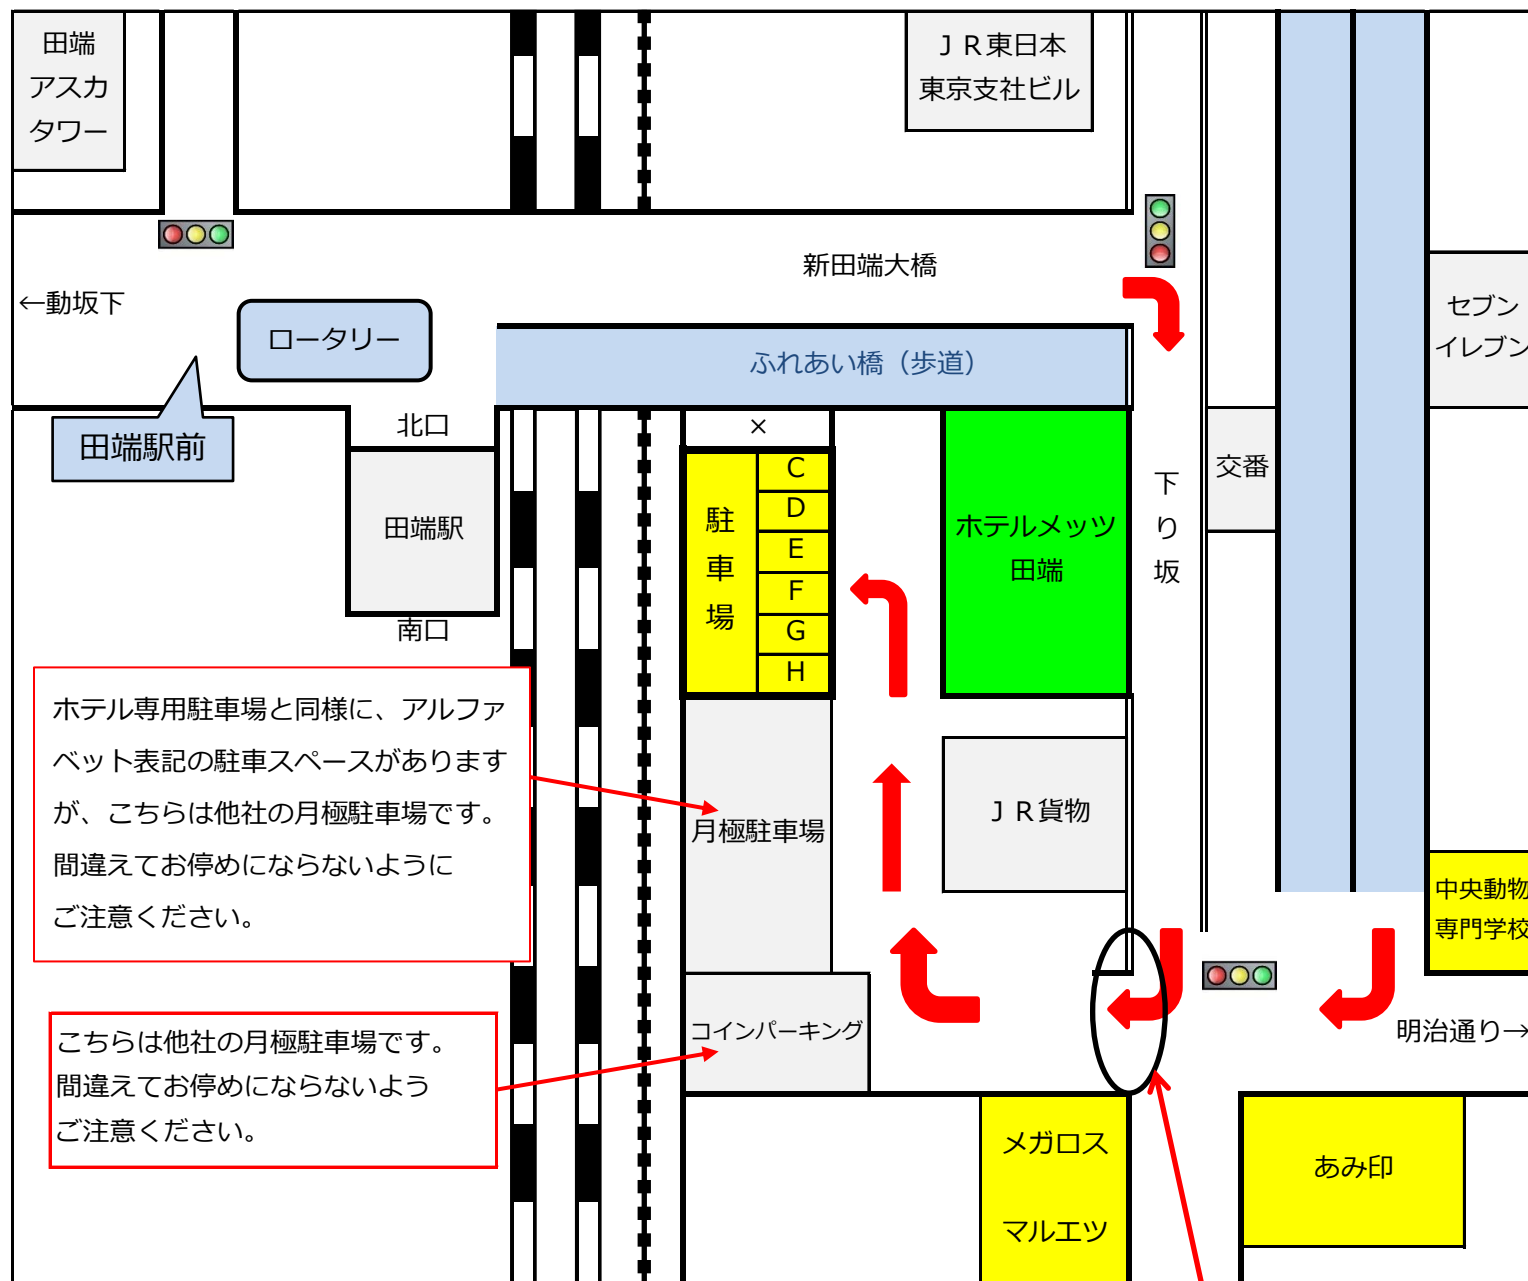 田端
アスカ
タワー
ＪＲ東日本
東京支社ビル
新田端大橋
←動坂下
ロータリー
セブン
イレブン
ふれあい橋（歩道）
田端駅前
北口
×
田端駅
南口
駐
車
場
C
D
E
F
G
H
ホテルメッツ
田端
下
り
坂
交番
ホテル専用駐車場と同様に、アルファ
ベット表記の駐車スペースがあります
が、こちらは他社の月極駐車場です。
間違えてお停めにならないように
ご注意ください。
月極駐車場
ＪＲ貨物
中央動物
専門学校
コインパーキング
明治通り→
こちらは他社の月極駐車場です。
間違えてお停めにならないよう
ご注意ください。
メガロス
マルエツ
あみ印